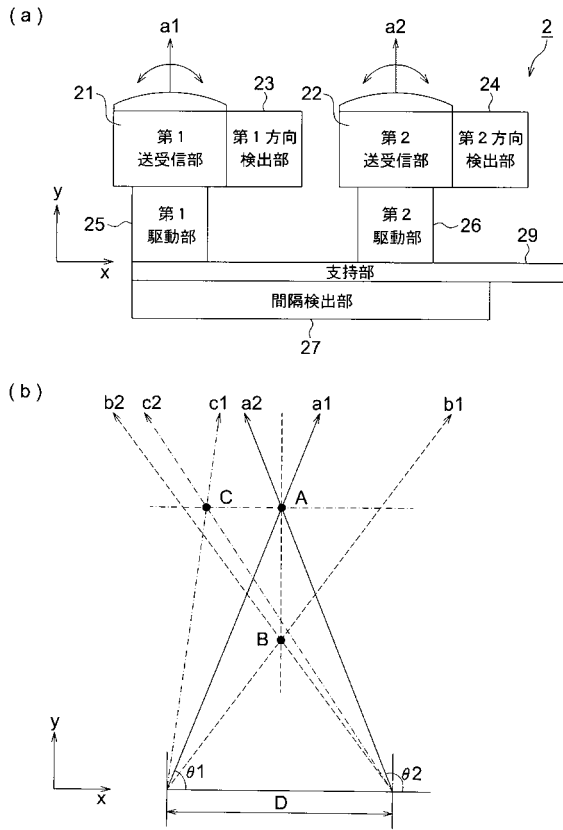 (a)
a1 a2 2
21 23 22 24
第1 第1方向 第2 第2方向
送受信部 検出部 送受信部 検出部
y
25 第1 第2 26
駆動部 駆動部 29
x
支持部
間隔検出部
27
(b)
b2 c2 c1 a2 a1 b1
C A
B
y
θ1 θ2
x
D